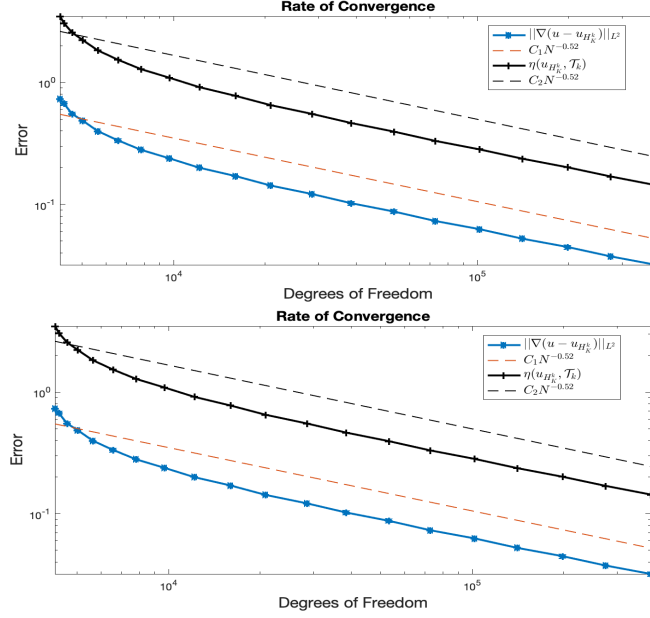 Rate of Convergence
||∇(u − u_{H_K^k})||_{L^2}
C_1N^{−0.52}
η(u_{H_K^k}, 𝒯_k)
C_2N^{−0.52}
Error
10^0
10^{-1}
10^4
10^5
Degrees of Freedom
Rate of Convergence
||∇(u − u_{H_K^k})||_{L^2}
C_1N^{−0.52}
η(u_{H_K^k}, 𝒯_k)
C_2N^{−0.52}
Error
10^0
10^{-1}
10^4
10^5
Degrees of Freedom